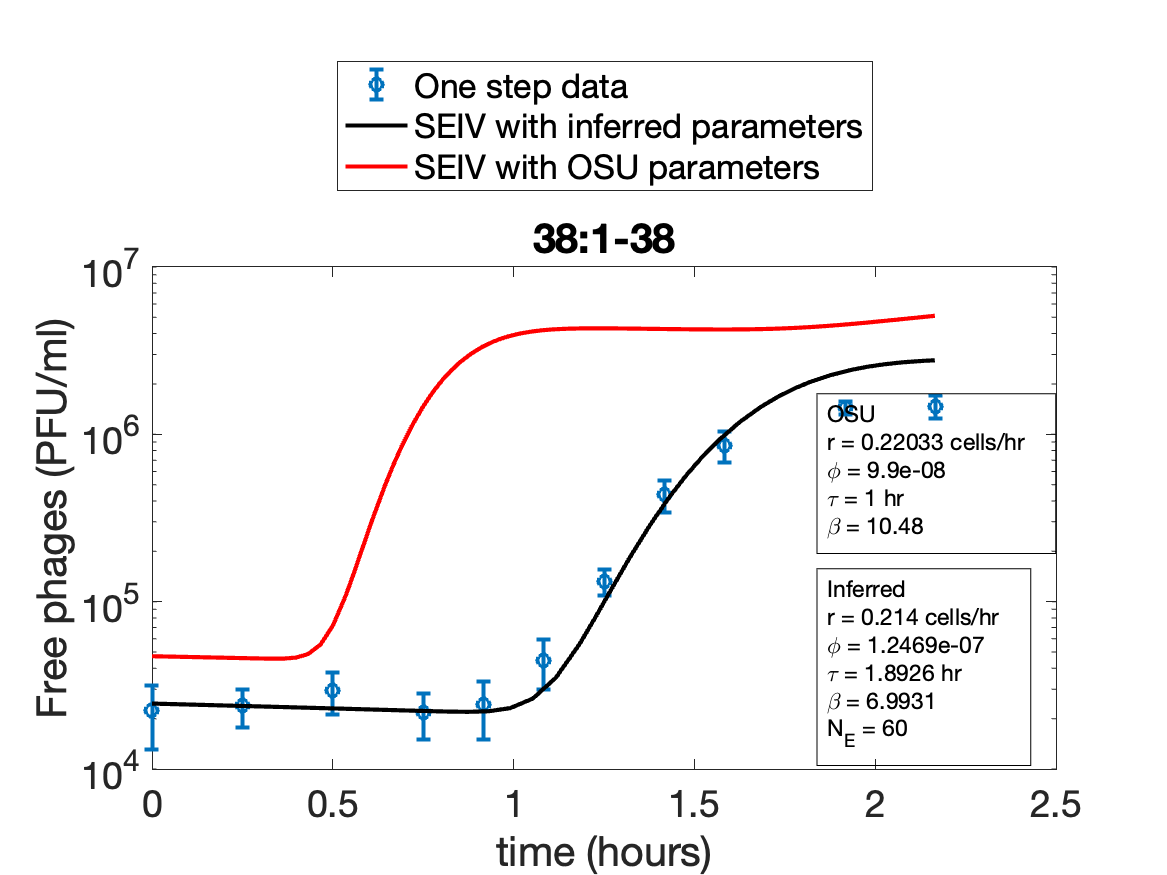 One step data
SEIV with inferred parameters
SEIV with OSU parameters
38:1-38
Free phages (PFU/ml)
10^7
10^6
10^5
10^4
OSU
r = 0.22033 cells/hr
ϕ = 9.9e-08
τ = 1 hr
β = 10.48
Inferred
r = 0.214 cells/hr
ϕ = 1.2469e-07
τ = 1.8926 hr
β = 6.9931
N_E = 60
0 0.5 1 1.5 2 2.5
time (hours)